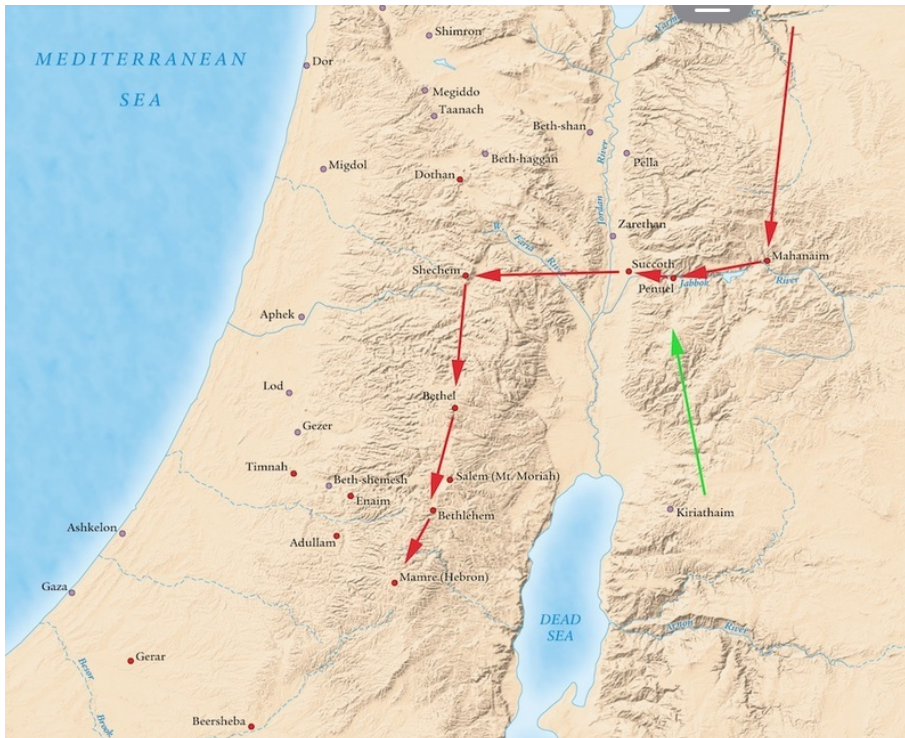 Shimron
MEDITERRANEAN
SEA
Dor
Megiddo
Taanach
Beth-shan
River
Migdol
Beth-haggan
Pella
Dothan
Jordan
Zarethan
W. Faria
River
Shechem
Succoth
Mahanaim
Penuel
Jabbok
River
Aphek
Lod
Bethel
Gezer
Timnah
Beth-shemesh
Salem (Mt. Moriah)
Enaim
Bethlehem
Kiriathaim
Ashkelon
Adullam
Mamre (Hebron)
Gaza
DEAD
SEA
Arnon River
Gerar
Besor
Brook
Beersheba